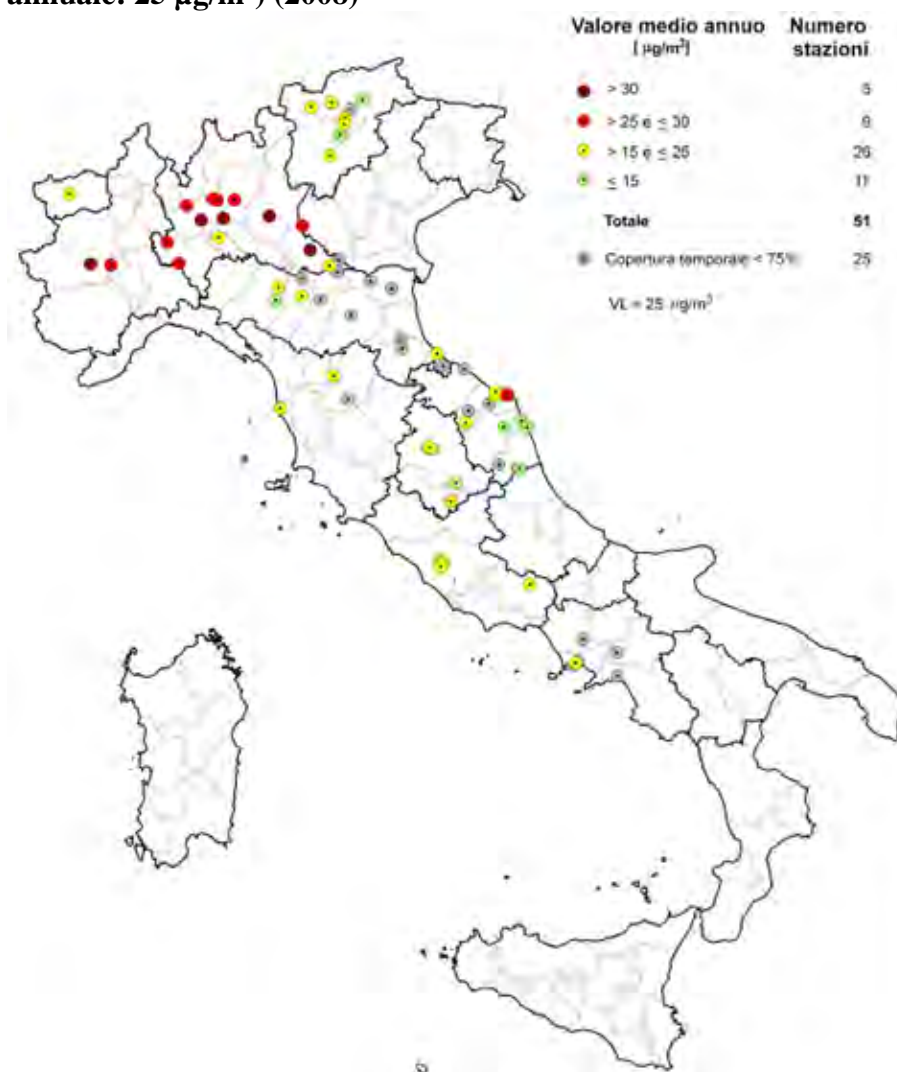 annuale: 25 µg/m³) (2008)
Valore medio annuo Numero
[ µg/m³] stazioni
> 30 5
> 25 e ≤ 30 9
> 15 e ≤ 25 26
≤ 15 11
Totale 51
Copertura temporale < 75% 25
VL = 25 µg/m³